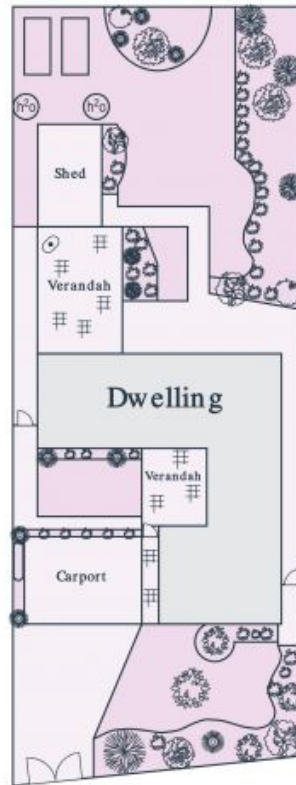 h²o
h²o
Shed
Verandah
Dwelling
Verandah
Carport